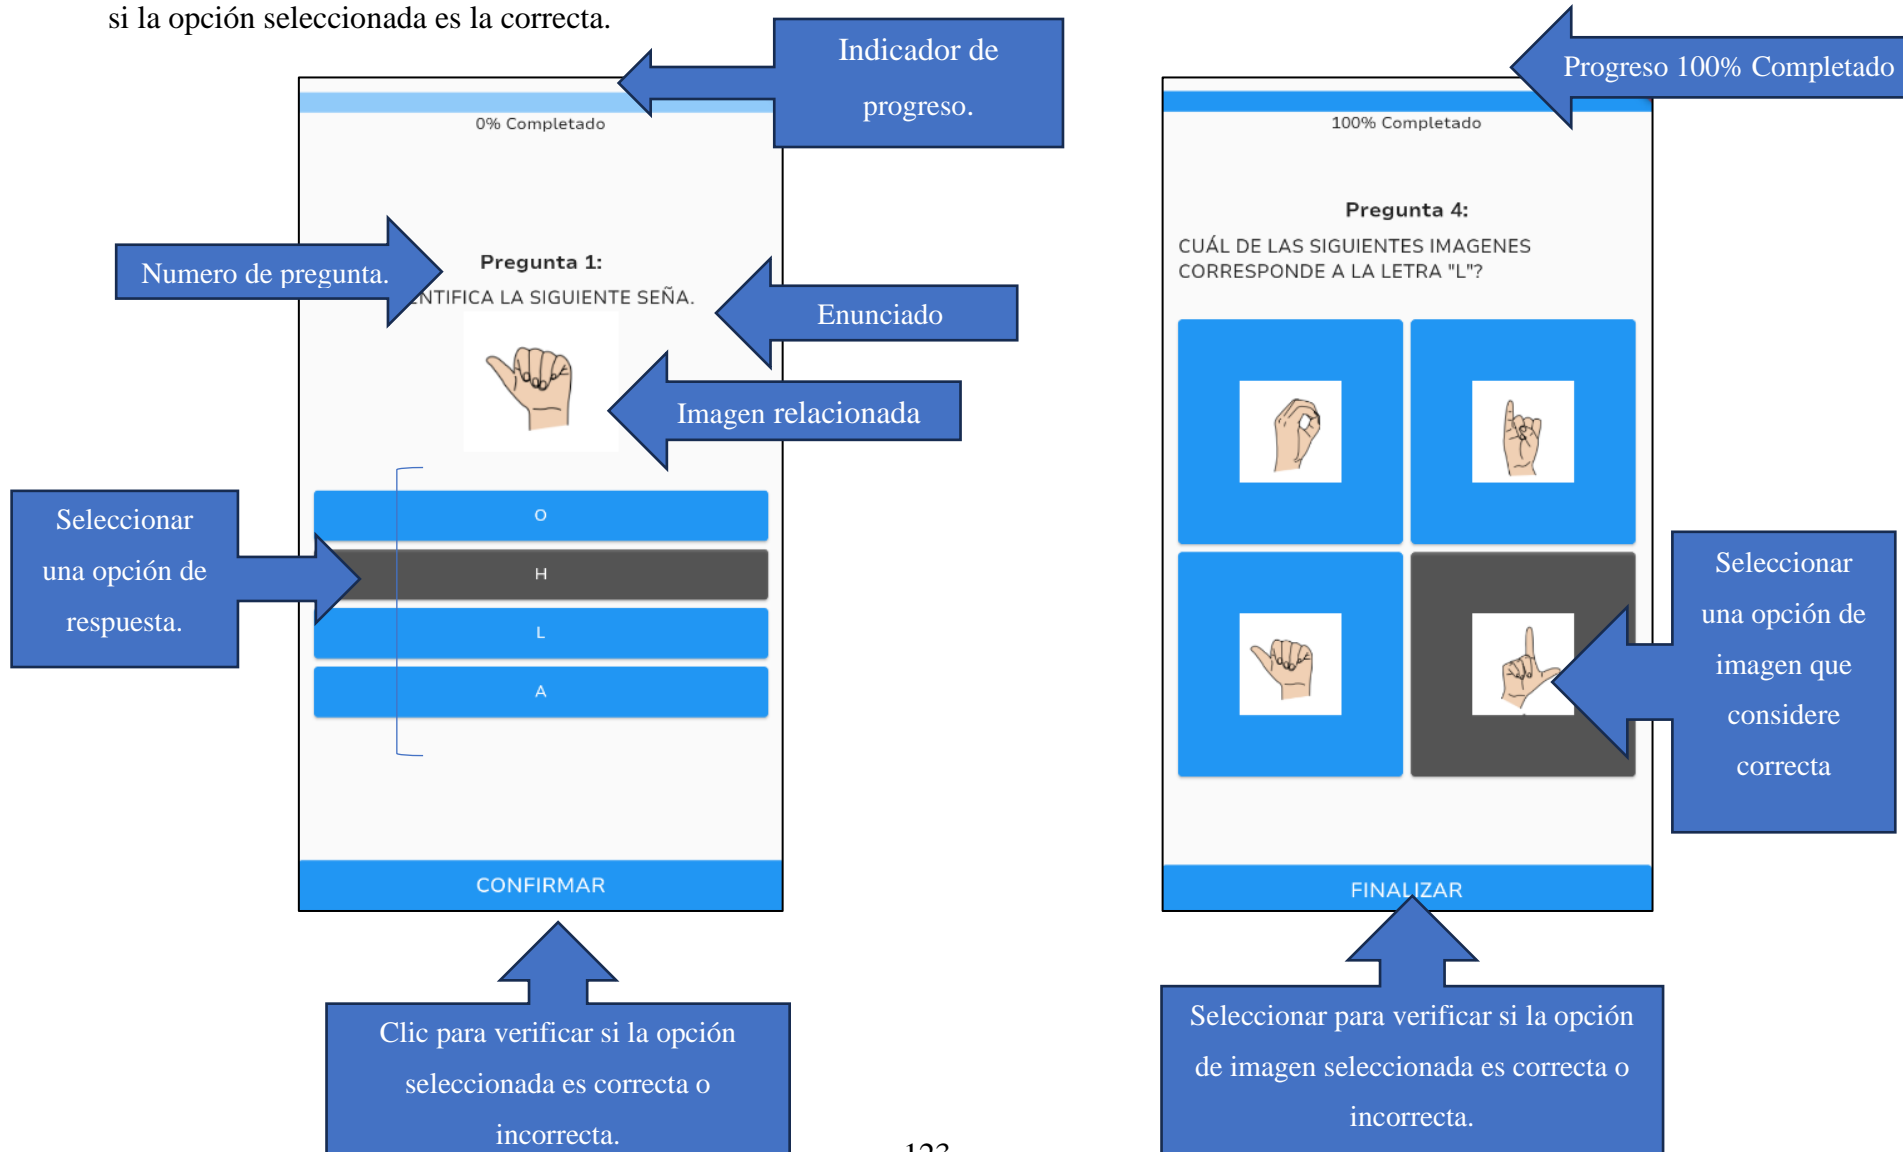 si la opción seleccionada es la correcta.
Indicador de
progreso.
0% Completado
Numero de pregunta.
Pregunta 1:
NTIFICA LA SIGUIENTE SEÑA.
Enunciado
Imagen relacionada
Seleccionar
una opción de
respuesta.
O
H
L
A
CONFIRMAR
Clic para verificar si la opción
seleccionada es correcta o
incorrecta.
Progreso 100% Completado
100% Completado
Pregunta 4:
CUÁL DE LAS SIGUIENTES IMAGENES
CORRESPONDE A LA LETRA "L"?
Seleccionar
una opción de
imagen que
considere
correcta
FINALIZAR
Seleccionar para verificar si la opción
de imagen seleccionada es correcta o
incorrecta.
123